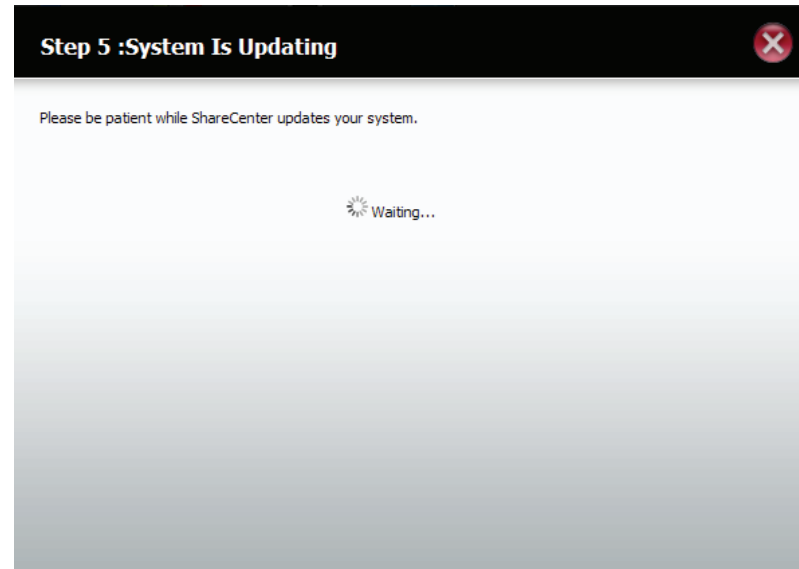 Step 5 :System Is Updating
Please be patient while ShareCenter updates your system.
Waiting...